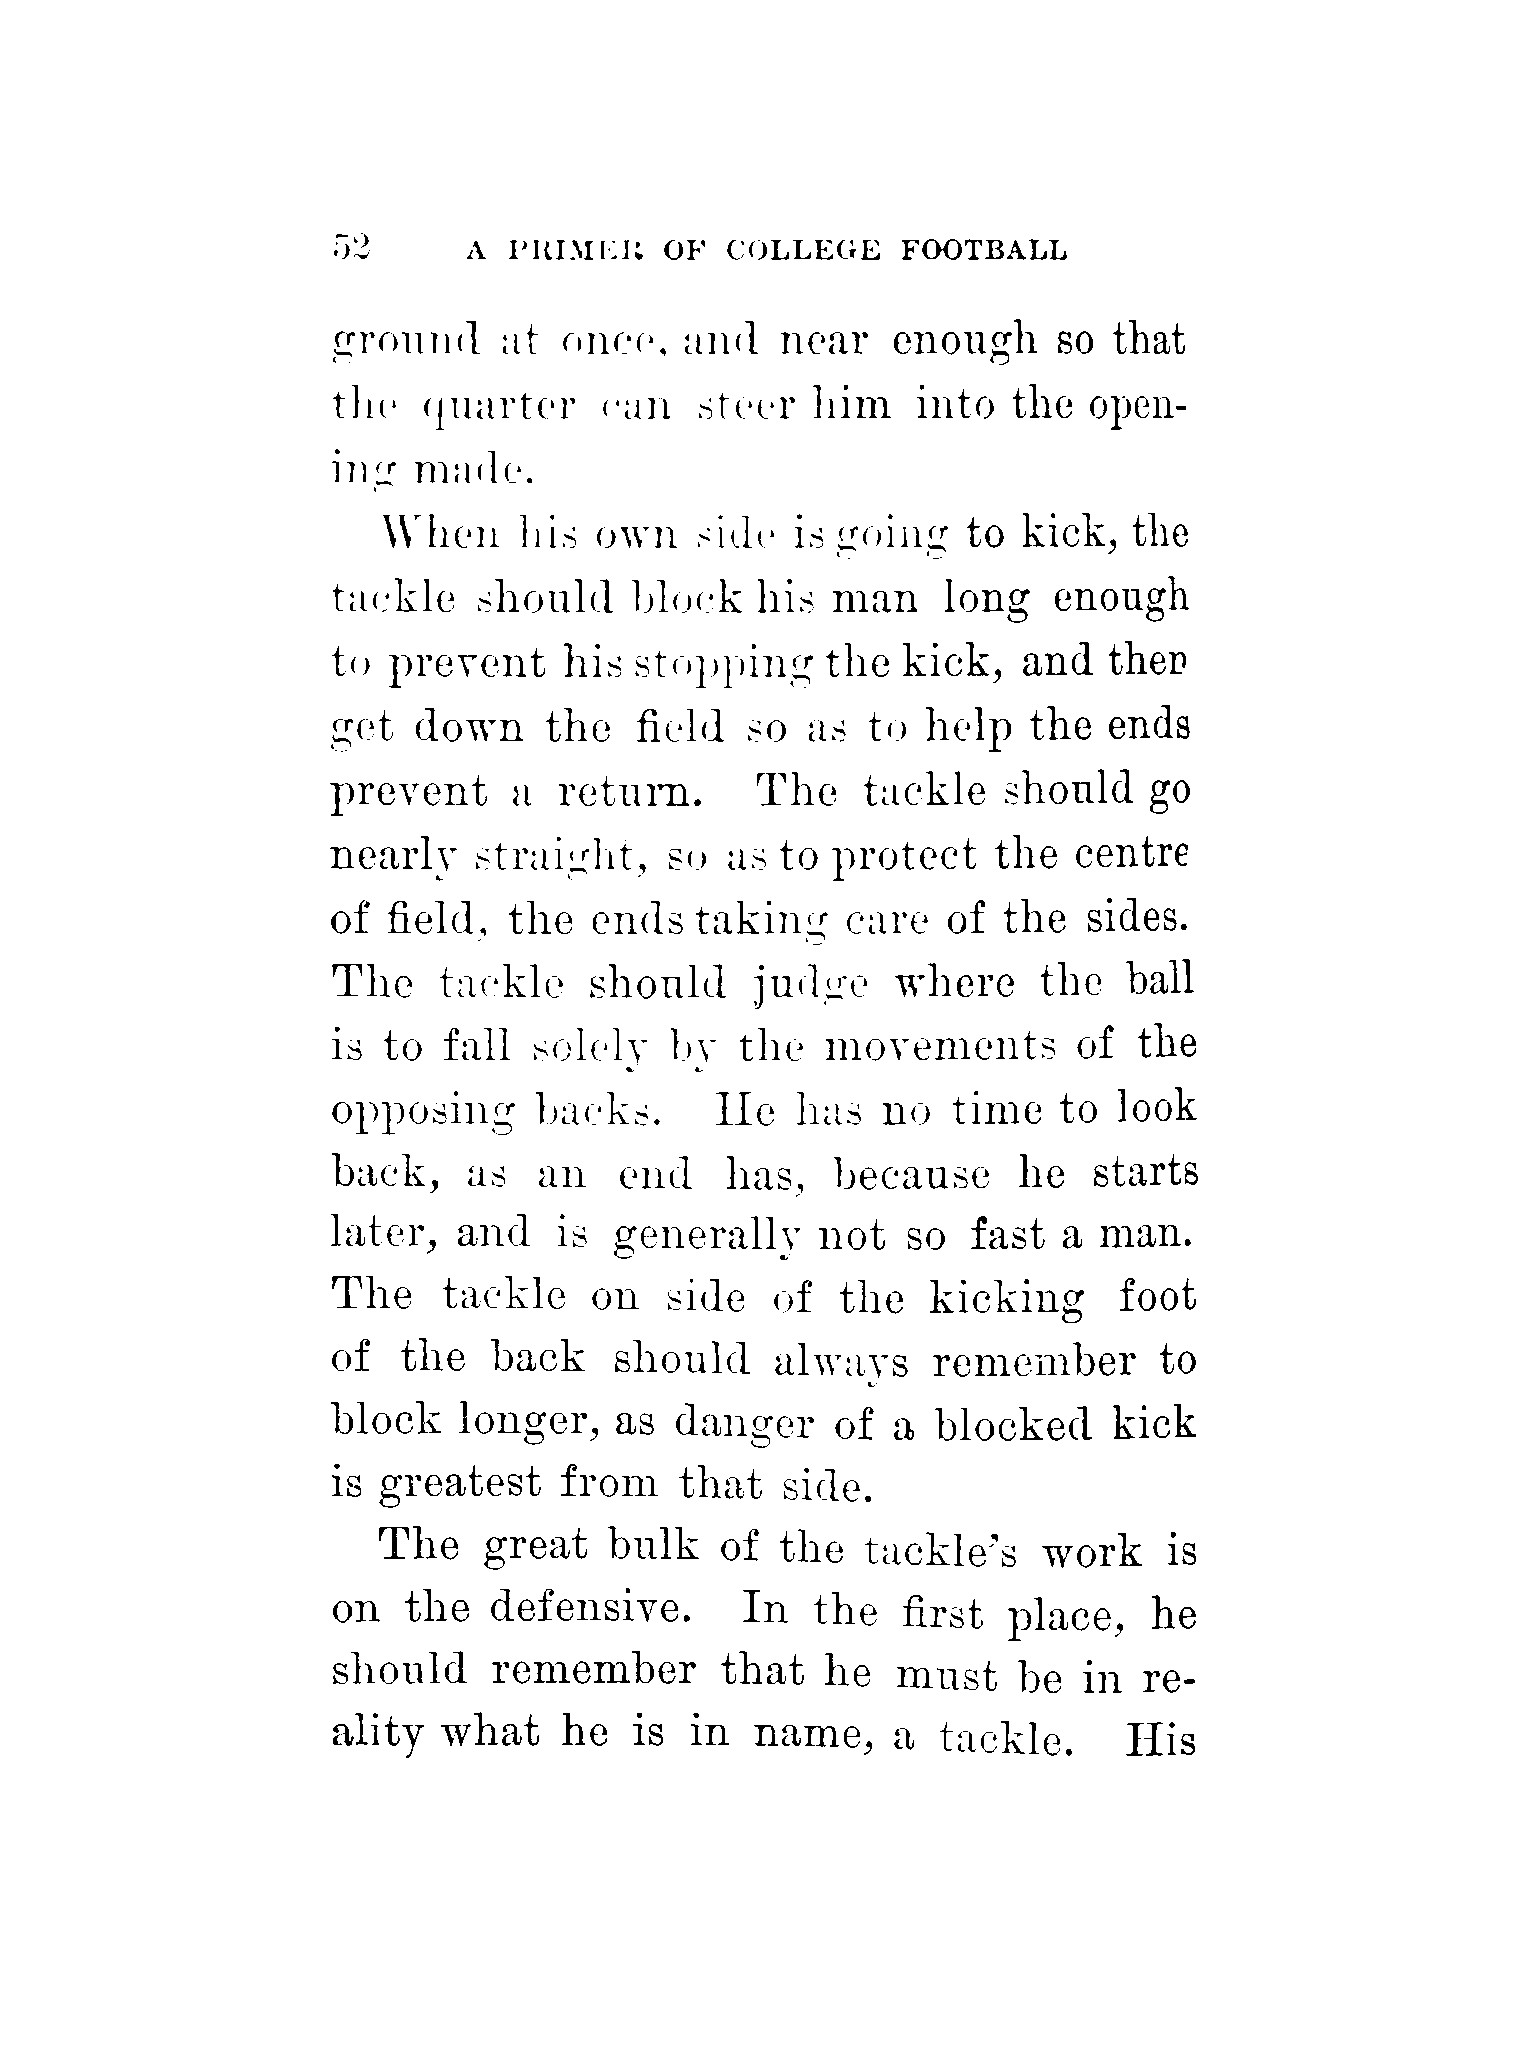 52 A PRIMER OF COLLEGE FOOTBALL
ground at once, and near enough so that
the quarter can steer him into the open-
ing made.
When his own side is going to kick, the
tackle should block his man long enough
to prevent his stopping the kick, and then
get down the field so as to help the ends
prevent a return. The tackle should go
nearly straight, so as to protect the centre
of field, the ends taking care of the sides.
The tackle should judge where the ball
is to fall solely by the movements of the
opposing backs. He has no time to look
back, as an end has, because he starts
later, and is generally not so fast a man.
The tackle on side of the kicking foot
of the back should always remember to
block longer, as danger of a blocked kick
is greatest from that side.
The great bulk of the tackle's work is
on the defensive. In the first place, he
should remember that he must be in re-
ality what he is in name, a tackle. His